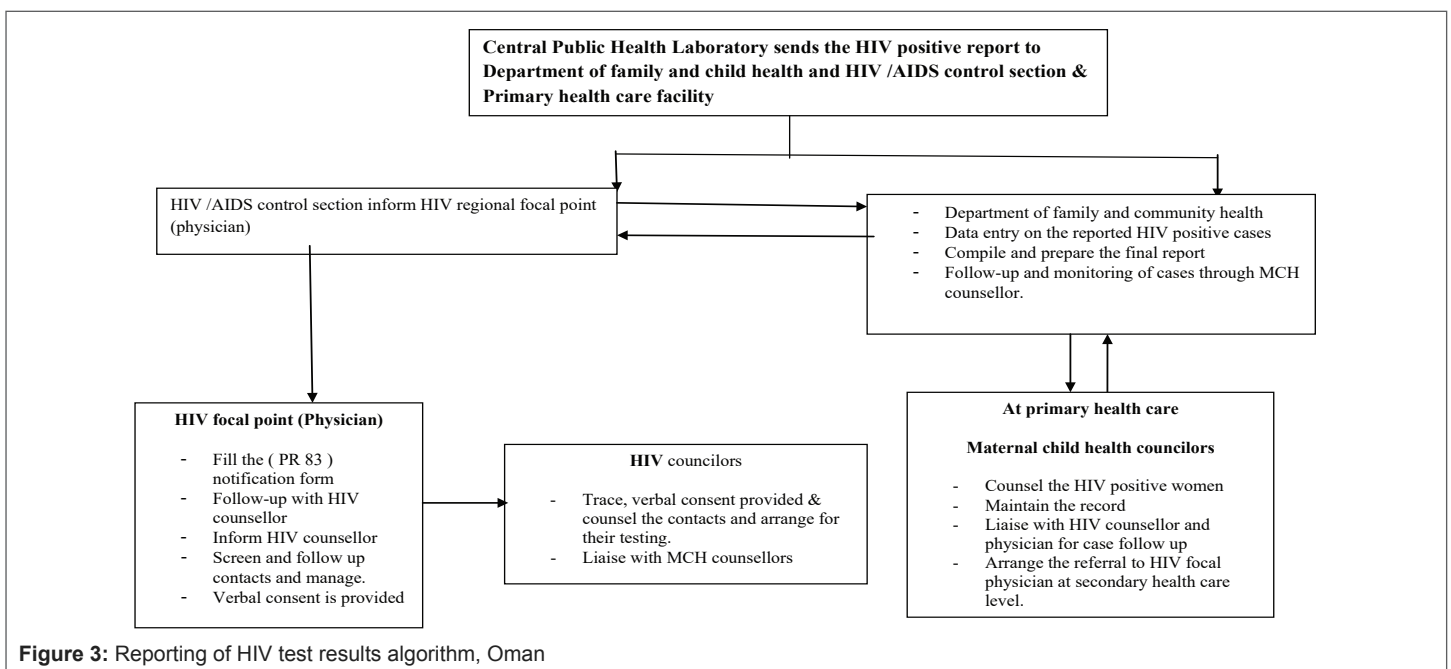 Central Public Health Laboratory sends the HIV positive report to
Department of family and child health and HIV /AIDS control section &
Primary health care facility
HIV /AIDS control section inform HIV regional focal point
(physician)
- Department of family and community health
- Data entry on the reported HIV positive cases
- Compile and prepare the final report
- Follow-up and monitoring of cases through MCH
counsellor.
HIV focal point (Physician)
- Fill the ( PR 83 )
notification form
- Follow-up with HIV
counsellor
- Inform HIV counsellor
- Screen and follow up
contacts and manage.
- Verbal consent is provided
HIV councilors
- Trace, verbal consent provided &
counsel the contacts and arrange for
their testing.
- Liaise with MCH counsellors
At primary health care
Maternal child health councilors
- Counsel the HIV positive women
- Maintain the record
- Liaise with HIV counsellor and
physician for case follow up
- Arrange the referral to HIV focal
physician at secondary health care
level.
Figure 3: Reporting of HIV test results algorithm, Oman